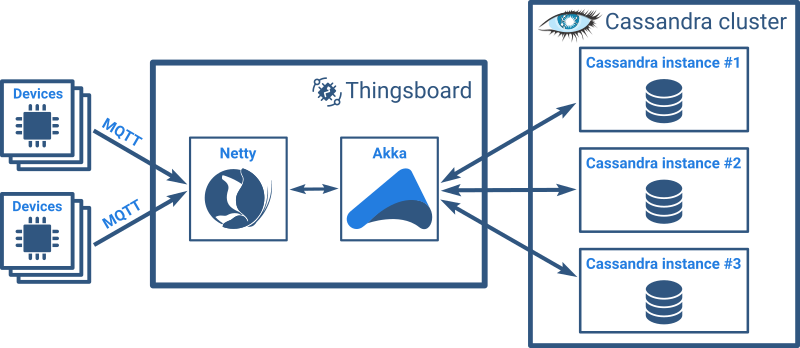 Cassandra cluster
Cassandra instance #1
Thingsboard
Devices
MQTT
Netty
Akka
Cassandra instance #2
Devices
MQTT
Cassandra instance #3